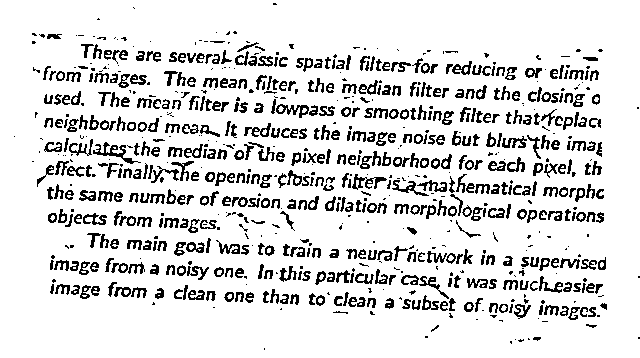 There are several classic spatial filters for reducing or elimin
from images. The mean filter, the median filter and the closing o
used. The mean filter is a lowpass or smoothing filter that replace
neighborhood mean. It reduces the image noise but blurs the imag
calculates the median of the pixel neighborhood for each pixel, th
effect. Finally, the opening closing filter is a mathematical morpho
the same number of erosion and dilation morphological operations
objects from images.
The main goal was to train a neural network in a supervised
image from a noisy one. In this particular case, it was much easier
image from a clean one than to clean a subset of noisy images.